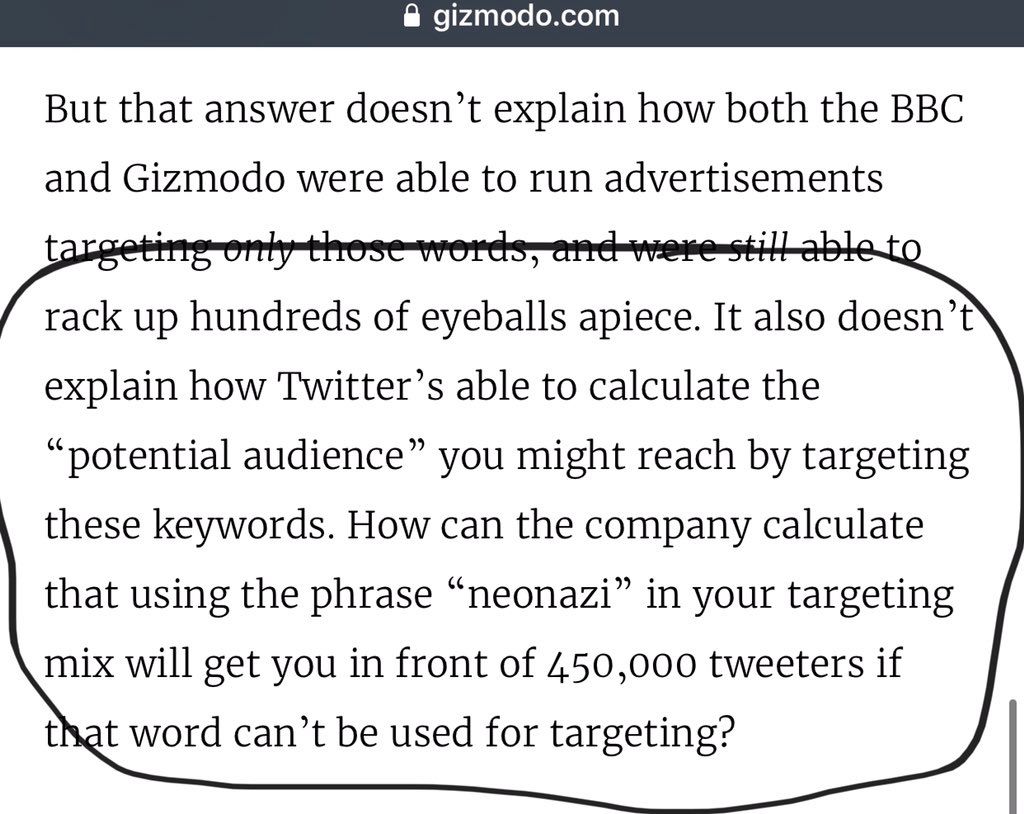 gizmodo.com
But that answer doesn’t explain how both the BBC
and Gizmodo were able to run advertisements
targeting only those words, and were still able to
rack up hundreds of eyeballs apiece. It also doesn’t
explain how Twitter’s able to calculate the
“potential audience” you might reach by targeting
these keywords. How can the company calculate
that using the phrase “neonazi” in your targeting
mix will get you in front of 450,000 tweeters if
that word can’t be used for targeting?